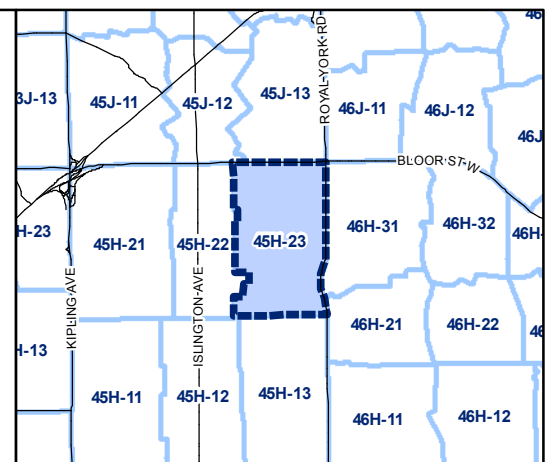 46
3J-13
45J-11
45J-12
45J-13
ROYAL YORK RD
46J-11
46J-12
46J
BLOOR ST W
H-23
45H-21
45H-22
45H-23
46H-31
46H-32
46H-
KIPLING AVE
ISLINGTON AVE
46H-21
46H-22
46
H-13
45H-11
45H-12
45H-13
46H-11
46H-12